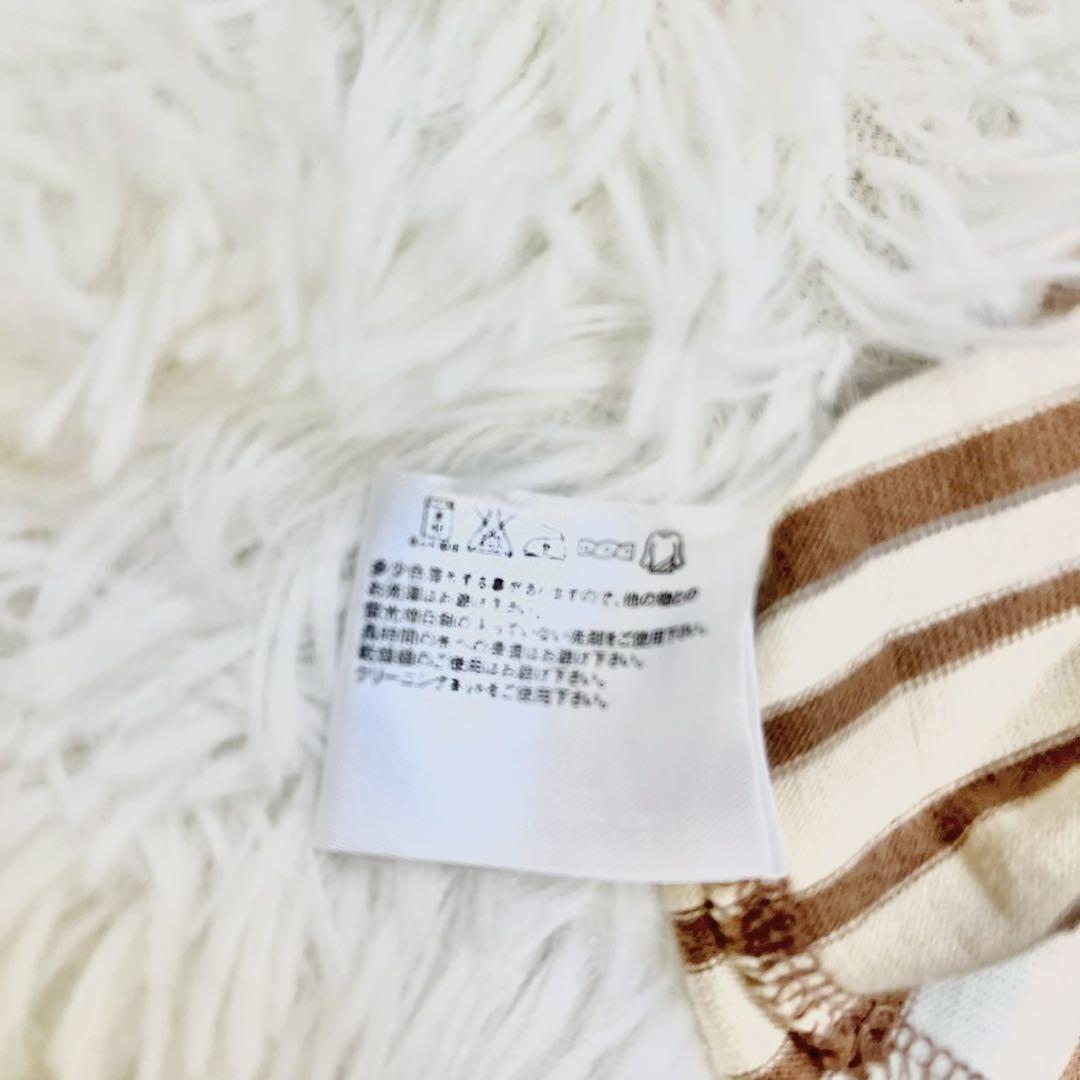 多少色落ちする事がありますので、他の物との
お洗濯はお避け下さい。
蛍光増白剤の入っていない洗剤をご使用下さい。
長時間の水への浸漬はお避け下さい。
乾燥機のご使用はお避け下さい。
クリーニングネットをご使用下さい。